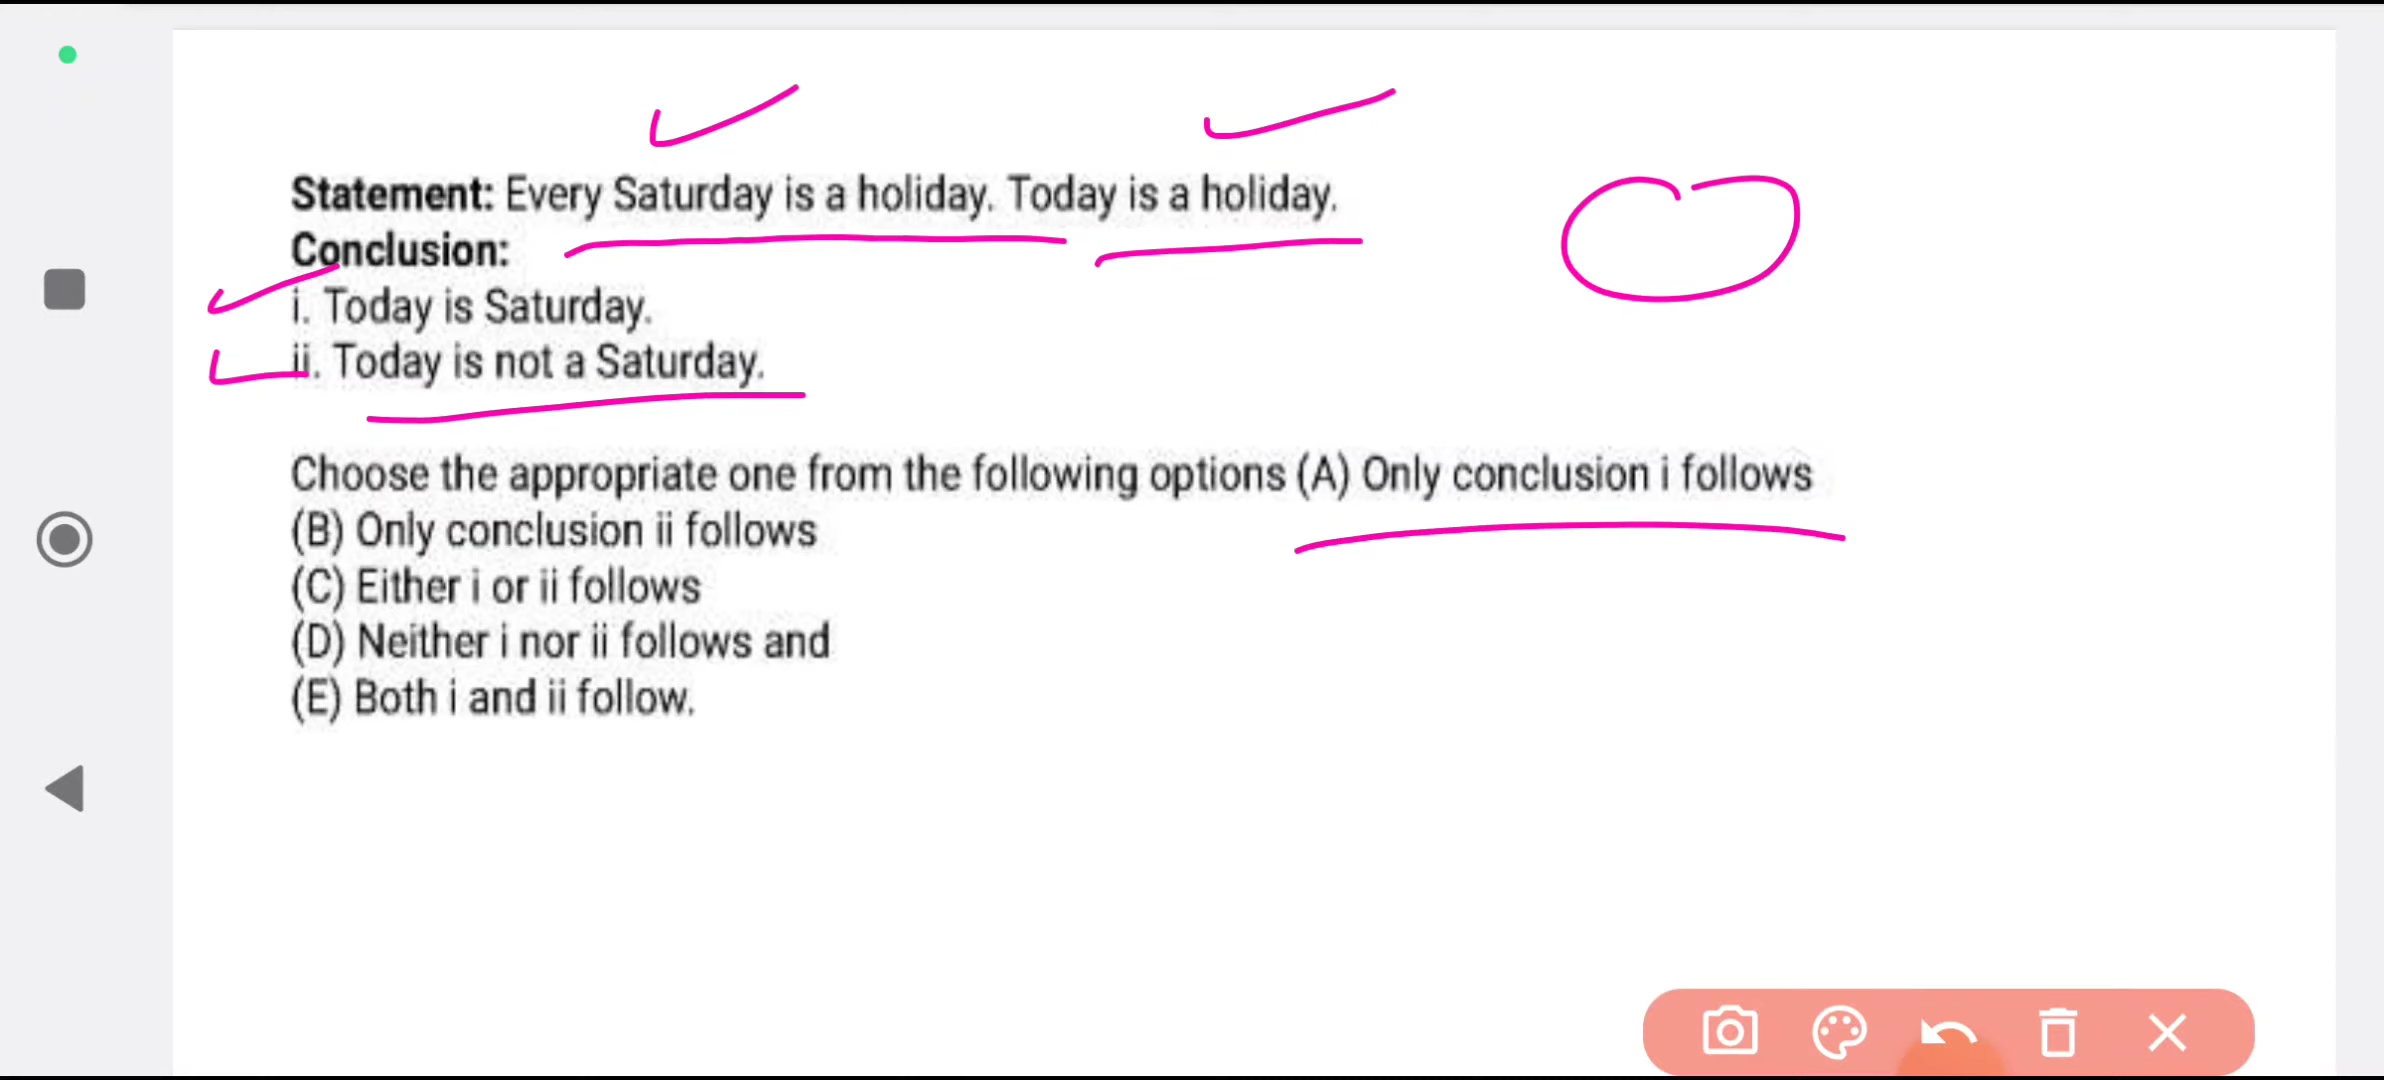 Statement: Every Saturday is a holiday. Today is a holiday.
Conclusion:
i. Today is Saturday.
ii. Today is not a Saturday.
Choose the appropriate one from the following options (A) Only conclusion i follows
(B) Only conclusion ii follows
(C) Either i or ii follows
(D) Neither i nor ii follows and
(E) Both i and ii follow.